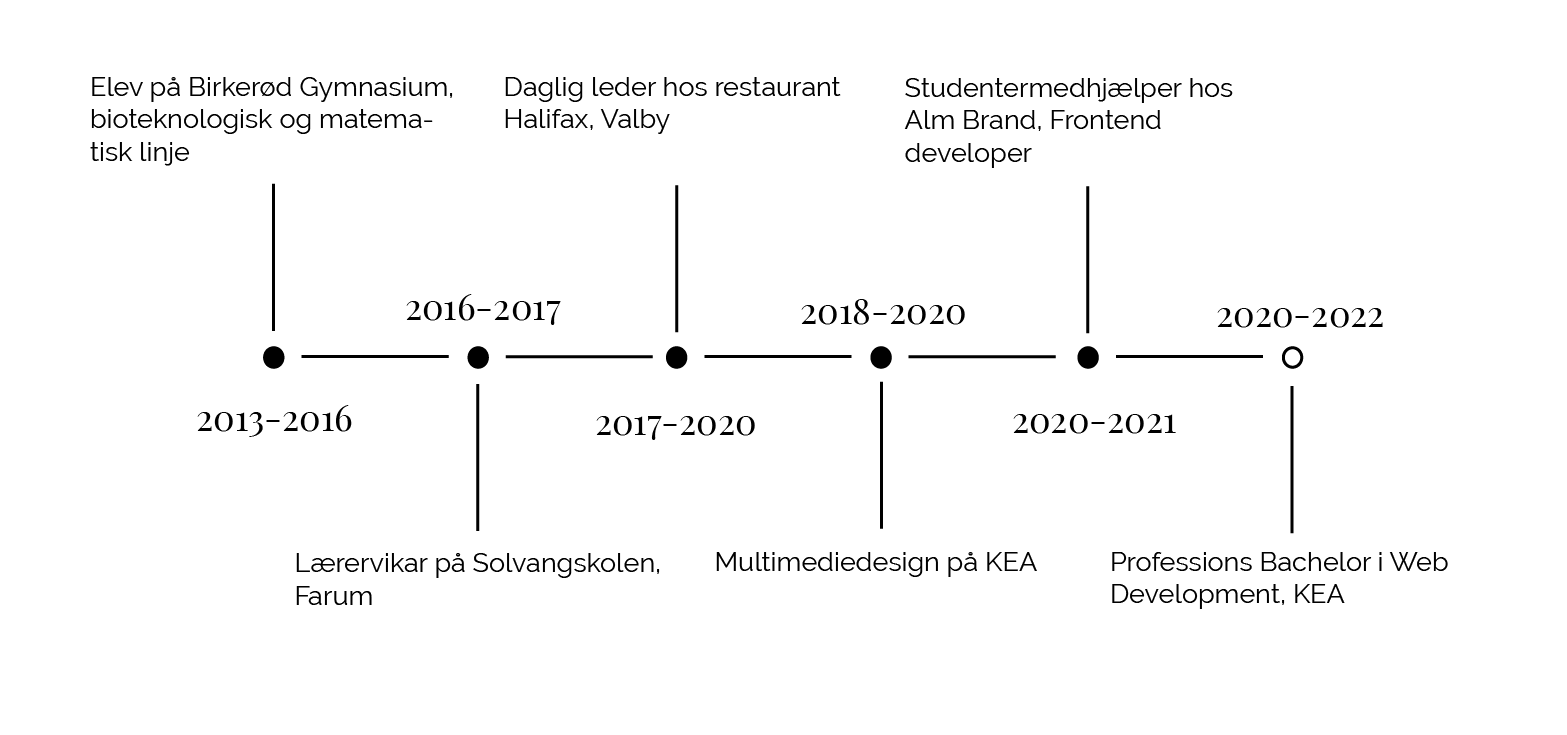 Elev på Birkerød Gymnasium,
bioteknologisk og matema-
tisk linje
Daglig leder hos restaurant
Halifax, Valby
Studentermedhjælper hos
Alm Brand, Frontend
developer
2016-2017
2018-2020
2020-2022
2013-2016
2017-2020
2020-2021
Lærervikar på Solvangskolen,
Farum
Multimediedesign på KEA
Professions Bachelor i Web
Development, KEA